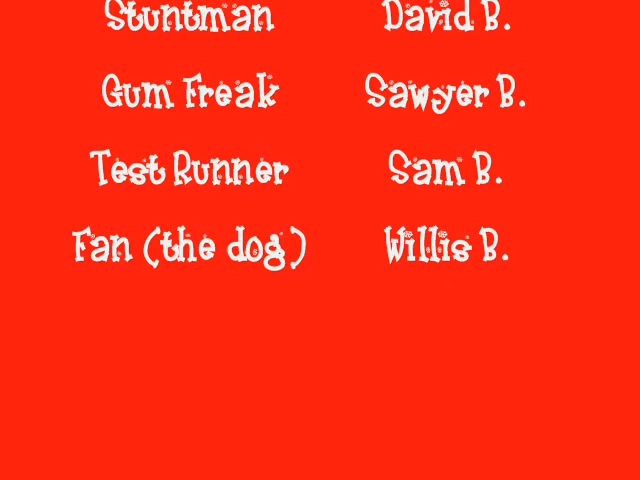 Stuntman David B.
Gum Freak Sawyer B.
Test Runner Sam B.
Fan (the dog) Willis B.